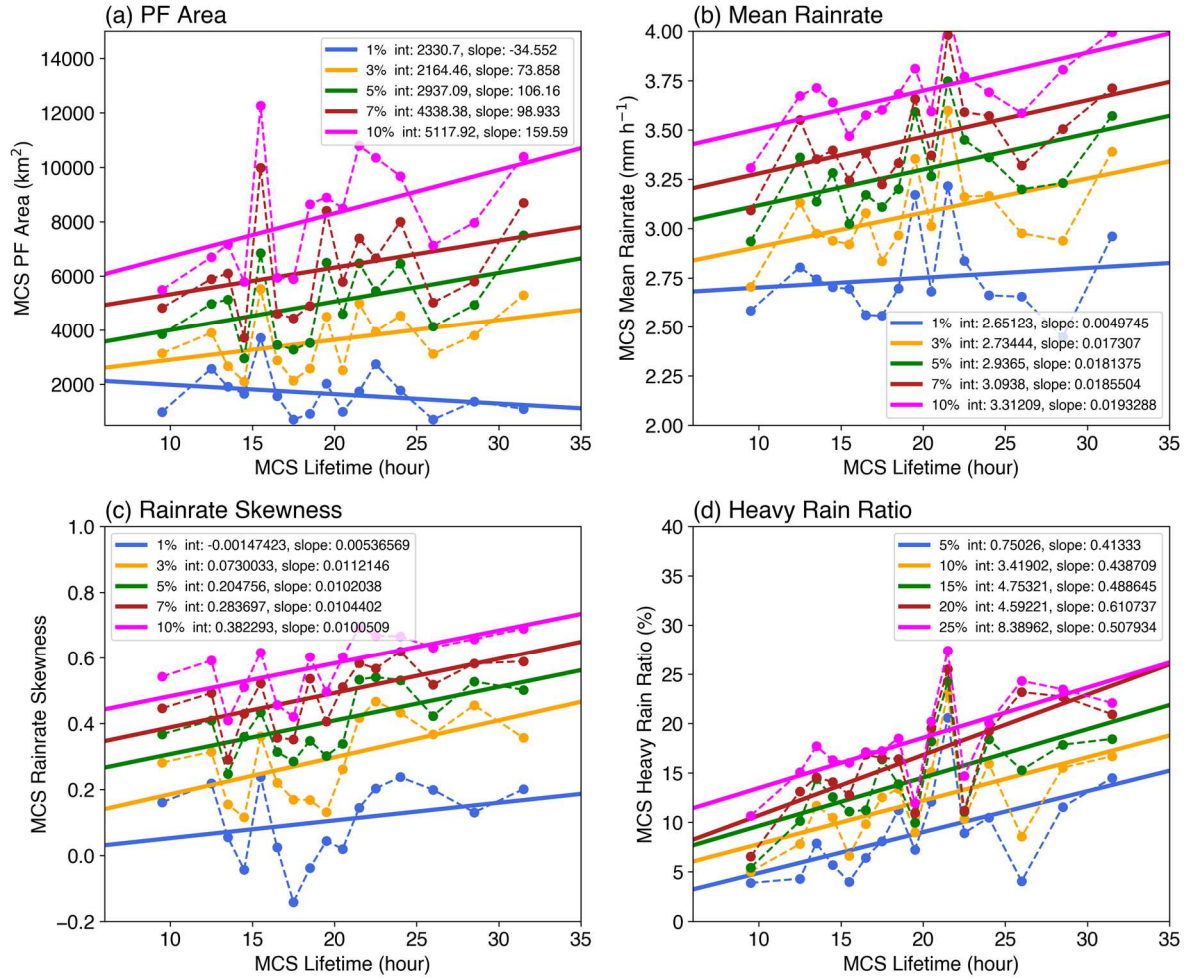 (a) PF Area
MCS PF Area (km²)
14000
12000
10000
8000
6000
4000
2000
1% int: 2330.7, slope: -34.552
3% int: 2164.46, slope: 73.858
5% int: 2937.09, slope: 106.16
7% int: 4338.38, slope: 98.933
10% int: 5117.92, slope: 159.59
10 15 20 25 30 35
MCS Lifetime (hour)
(b) Mean Rainrate
MCS Mean Rainrate (mm h⁻¹)
4.00
3.75
3.50
3.25
3.00
2.75
2.50
2.25
2.00
1% int: 2.65123, slope: 0.0049745
3% int: 2.73444, slope: 0.017307
5% int: 2.9365, slope: 0.0181375
7% int: 3.0938, slope: 0.0185504
10% int: 3.31209, slope: 0.0193288
10 15 20 25 30 35
MCS Lifetime (hour)
(c) Rainrate Skewness
MCS Rainrate Skewness
1.0
0.8
0.6
0.4
0.2
0.0
−0.2
1% int: -0.00147423, slope: 0.00536569
3% int: 0.0730033, slope: 0.0112146
5% int: 0.204756, slope: 0.0102038
7% int: 0.283697, slope: 0.0104402
10% int: 0.382293, slope: 0.0100509
10 15 20 25 30 35
MCS Lifetime (hour)
(d) Heavy Rain Ratio
MCS Heavy Rain Ratio (%)
40
35
30
25
20
15
10
5
0
5% int: 0.75026, slope: 0.41333
10% int: 3.41902, slope: 0.438709
15% int: 4.75321, slope: 0.488645
20% int: 4.59221, slope: 0.610737
25% int: 8.38962, slope: 0.507934
10 15 20 25 30 35
MCS Lifetime (hour)